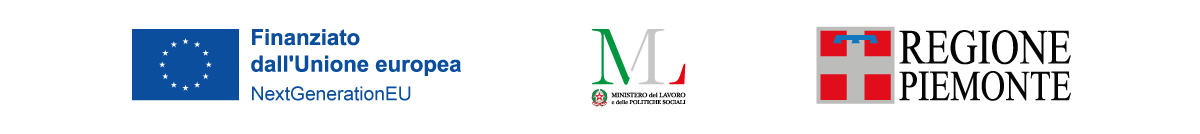 Finanziato
dall'Unione europea
NextGenerationEU
ML
MINISTERO del LAVORO
e delle POLITICHE SOCIALI
REGIONE
PIEMONTE